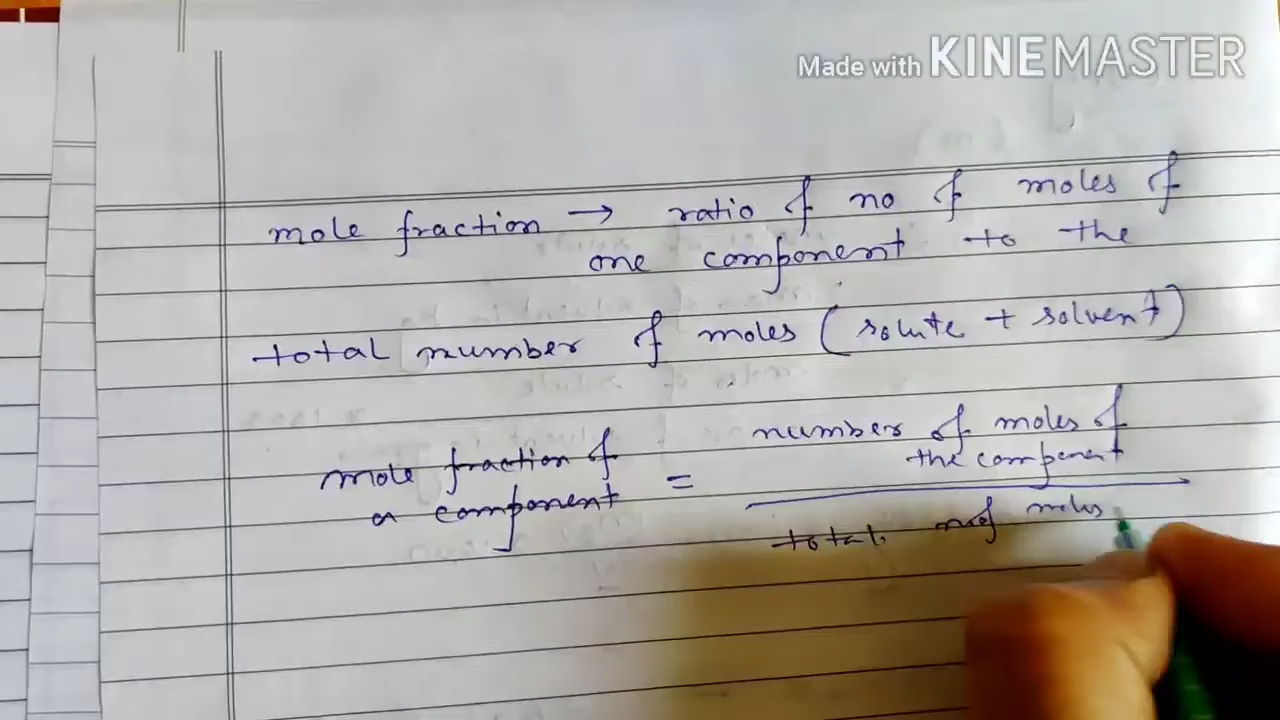 Made with KINEMASTER
mole fraction → ratio of no of moles of
one component to the
total number of moles (solute + solvent)
mole fraction of
a component
=
number of moles of
the component
total no of moles